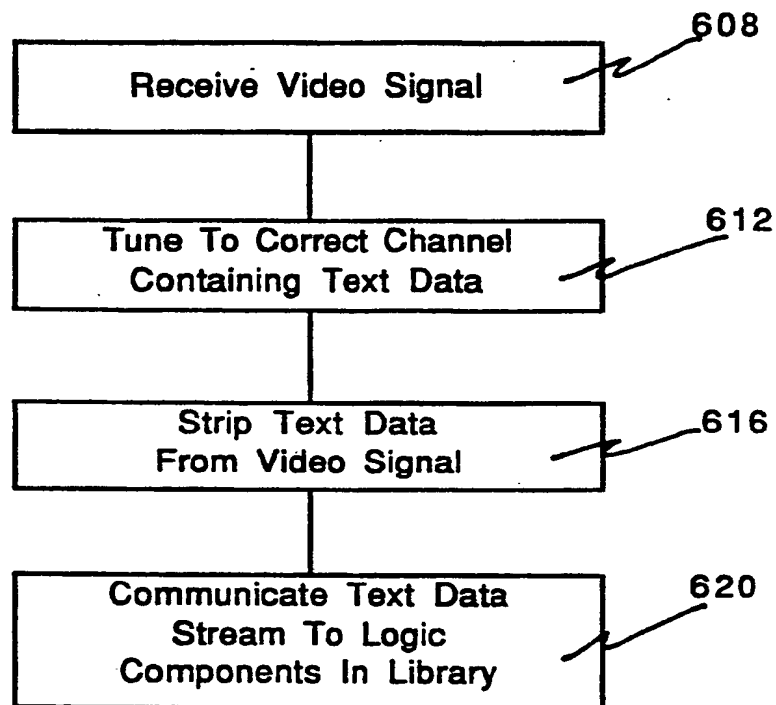 608
Receive Video Signal
612
Tune To Correct Channel
Containing Text Data
616
Strip Text Data
From Video Signal
620
Communicate Text Data
Stream To Logic
Components In Library